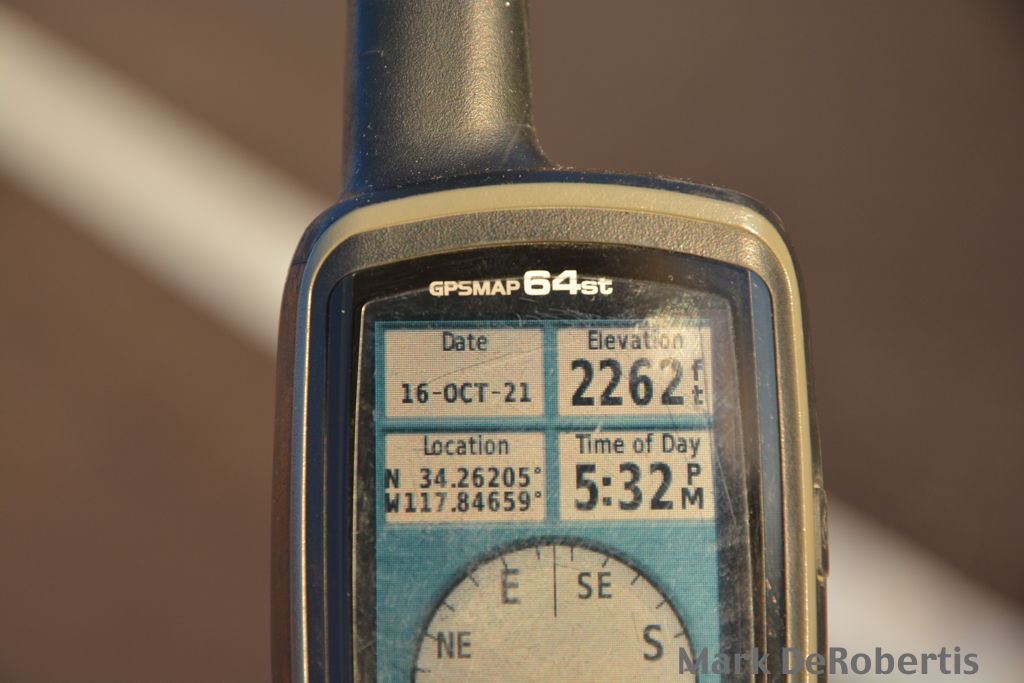 GPSMAP 64st
Date
16-OCT-21
Elevation
2262 ft
Location
N 34.26205°
W117.84659°
Time of Day
5:32 PM
E
SE
NE
S
Mark DeRobertis